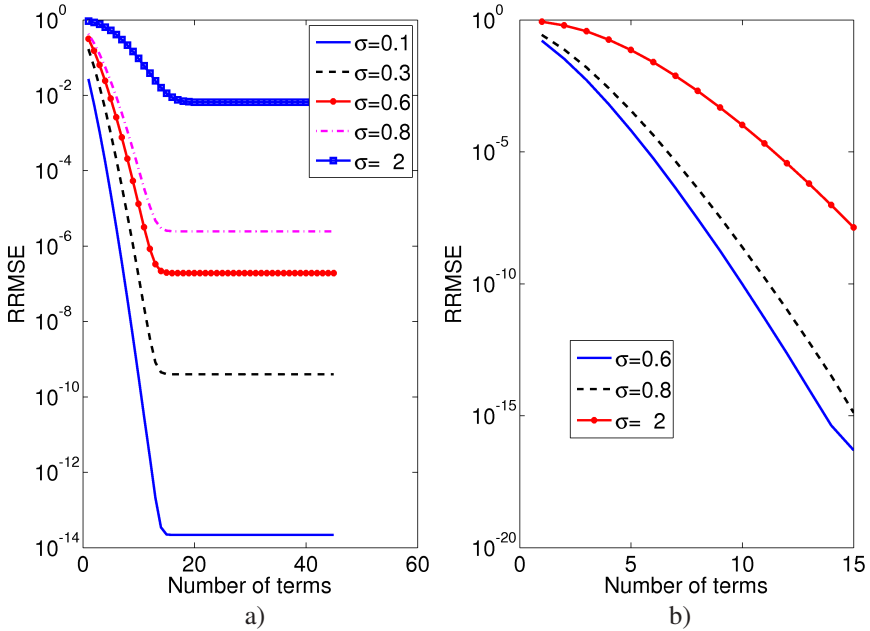 10^0
10^-2
10^-4
10^-6
10^-8
10^-10
10^-12
10^-14
RRMSE
0 20 40 60
Number of terms
σ=0.1
σ=0.3
σ=0.6
σ=0.8
σ= 2
a)
10^0
10^-5
10^-10
10^-15
10^-20
RRMSE
0 5 10 15
Number of terms
σ=0.6
σ=0.8
σ= 2
b)